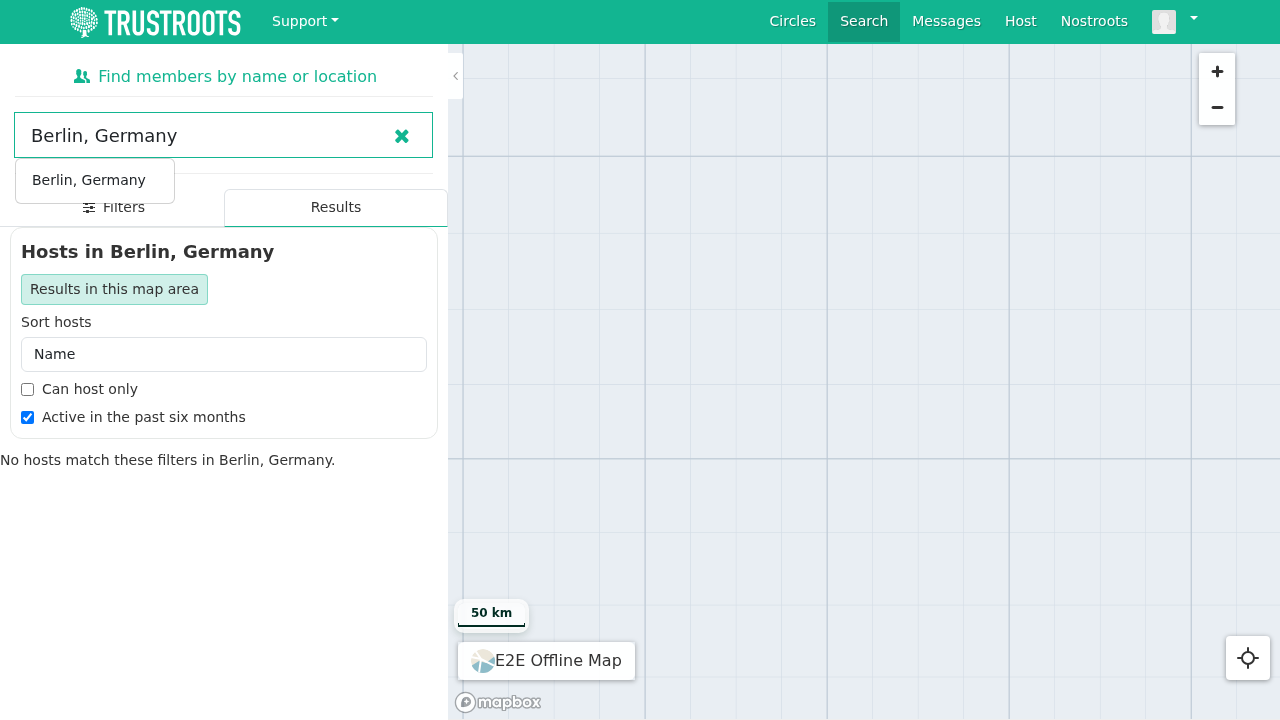 TRUSTROOTS
Support
Circles
Search
Messages
Host
Nostroots
Find members by name or location
Berlin, Germany
Berlin, Germany
Filters
Results
Hosts in Berlin, Germany
Results in this map area
Sort hosts
Name
Can host only
Active in the past six months
No hosts match these filters in Berlin, Germany.
50 km
E2E Offline Map
mapbox